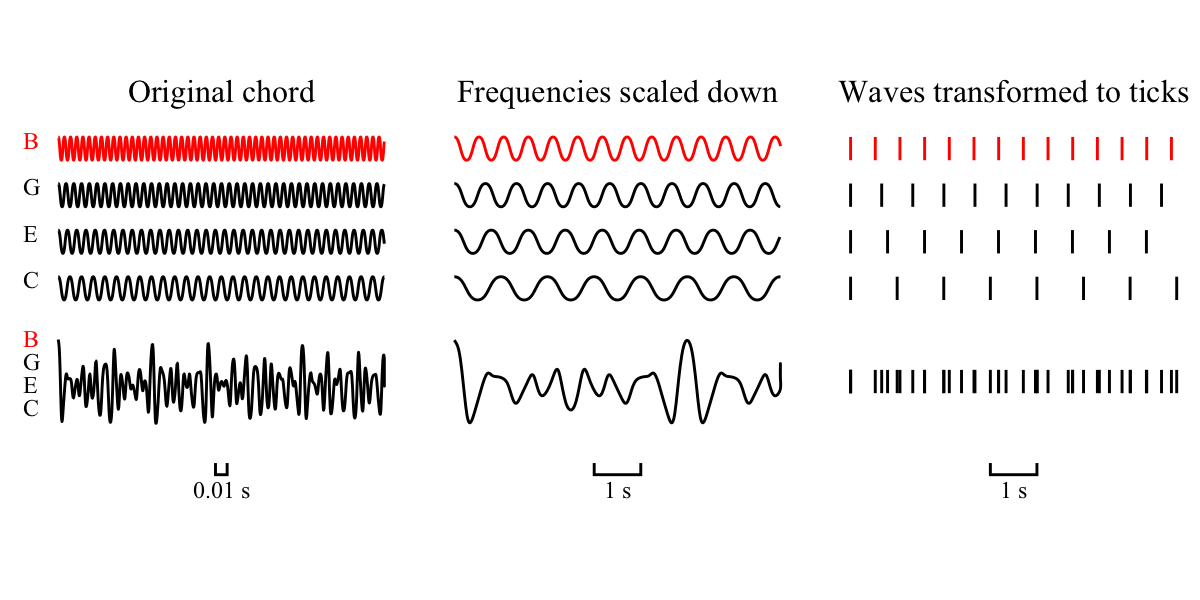 Original chord
Frequencies scaled down
Waves transformed to ticks
B
G
E
C
B
G
E
C
0.01 s
1 s
1 s